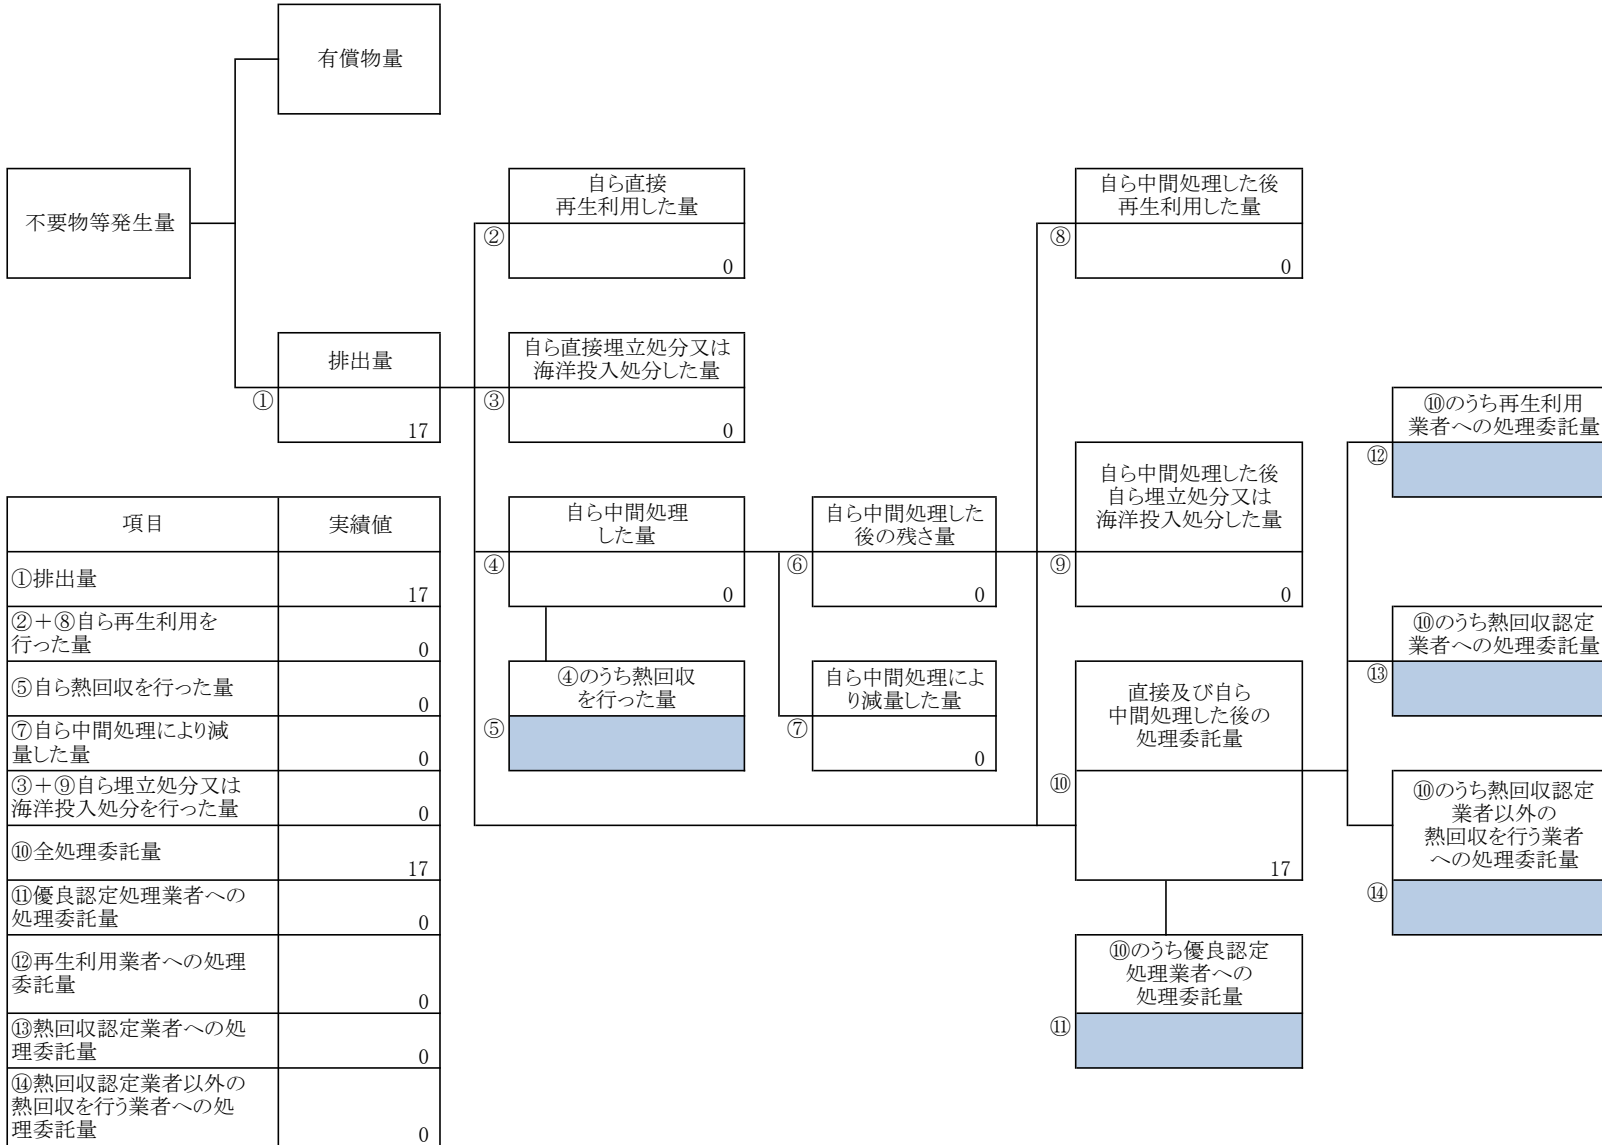 有償物量
不要物等発生量
排出量
①
17
自ら直接
再生利用した量
②
0
自ら直接埋立処分又は
海洋投入処分した量
③
0
自ら中間処理
した量
④
0
④のうち熱回収
を行った量
⑤
自ら中間処理した
後の残さ量
⑥
0
自ら中間処理によ
り減量した量
⑦
0
自ら中間処理した後
再生利用した量
⑧
0
自ら中間処理した後
自ら埋立処分又は
海洋投入処分した量
⑨
0
直接及び自ら
中間処理した後の
処理委託量
⑩
17
⑩のうち優良認定
処理業者への
処理委託量
⑪
⑩のうち再生利用
業者への処理委託量
⑫
⑩のうち熱回収認定
業者への処理委託量
⑬
⑩のうち熱回収認定
業者以外の
熱回収を行う業者
への処理委託量
⑭
項目 実績値
①排出量
17
②+⑧自ら再生利用を
行った量
0
⑤自ら熱回収を行った量
0
⑦自ら中間処理により減
量した量
0
③+⑨自ら埋立処分又は
海洋投入処分を行った量
0
⑩全処理委託量
17
⑪優良認定処理業者への
処理委託量
0
⑫再生利用業者への処理
委託量
0
⑬熱回収認定業者への処
理委託量
0
⑭熱回収認定業者以外の
熱回収を行う業者への処
理委託量
0